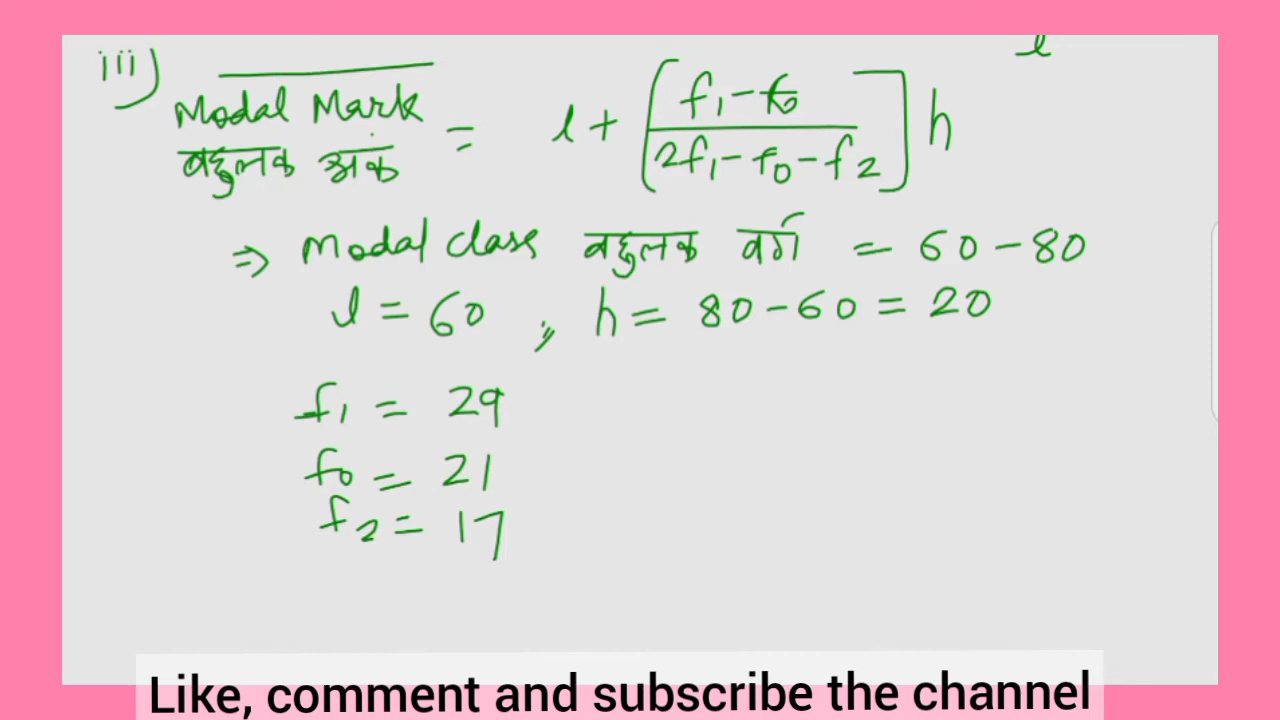 l
iii) Modal Mark = l + [f₁ - f₀ / 2f₁ - f₀ - f₂] h
बहुलक अंक
⇒ Modal class बहुलक वर्ग = 60 - 80
l = 60 ,, h = 80 - 60 = 20
f₁ = 29
f₀ = 21
f₂ = 17
Like, comment and subscribe the channel